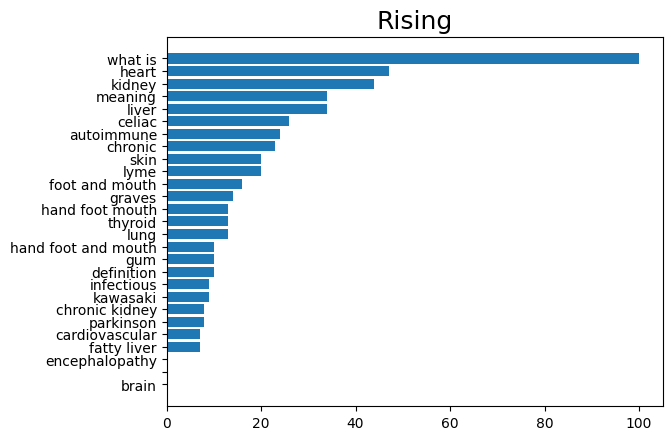 Rising
what is
heart
kidney
meaning
liver
celiac
autoimmune
chronic
skin
lyme
foot and mouth
graves
hand foot mouth
thyroid
lung
hand foot and mouth
gum
definition
infectious
kawasaki
chronic kidney
parkinson
cardiovascular
fatty liver
encephalopathy
brain
0 20 40 60 80 100